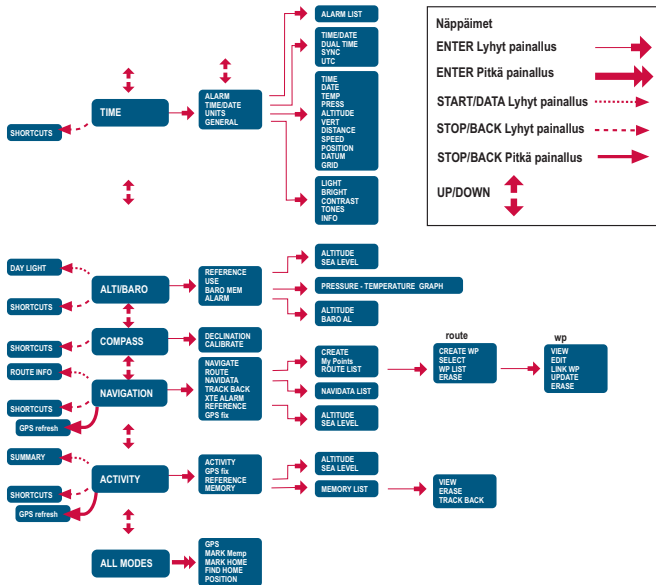 ALARM LIST
TIME/DATE
DUAL TIME
SYNC
UTC
TIME
SHORTCUTS
ALARM
TIME/DATE
UNITS
GENERAL
TIME
DATE
TEMP
PRESS
ALTITUDE
VERT
DISTANCE
SPEED
POSITION
DATUM
GRID
LIGHT
BRIGHT
CONTRAST
TONES
INFO
Näppäimet
ENTER Lyhyt painallus
ENTER Pitkä painallus
START/DATA Lyhyt painallus
STOP/BACK Lyhyt painallus
STOP/BACK Pitkä painallus
UP/DOWN
DAY LIGHT
SHORTCUTS
ALTI/BARO
REFERENCE
USE
BARO MEM
ALARM
ALTITUDE
SEA LEVEL
PRESSURE - TEMPERATURE GRAPH
ALTITUDE
BARO AL
SHORTCUTS
COMPASS
DECLINATION
CALIBRATE
ROUTE INFO
SHORTCUTS
GPS refresh
NAVIGATION
NAVIGATE
ROUTE
NAVIDATA
TRACK BACK
XTE ALARM
REFERENCE
GPS fix
CREATE
My Points
ROUTE LIST
NAVIDATA LIST
ALTITUDE
SEA LEVEL
route
CREATE WP
SELECT
WP LIST
ERASE
wp
VIEW
EDIT
LINK WP
UPDATE
ERASE
SUMMARY
SHORTCUTS
GPS refresh
ACTIVITY
ACTIVITY
GPS fix
REFERENCE
MEMORY
ALTITUDE
SEA LEVEL
MEMORY LIST
VIEW
ERASE
TRACK BACK
ALL MODES
GPS
MARK Memp
MARK HOME
FIND HOME
POSITION